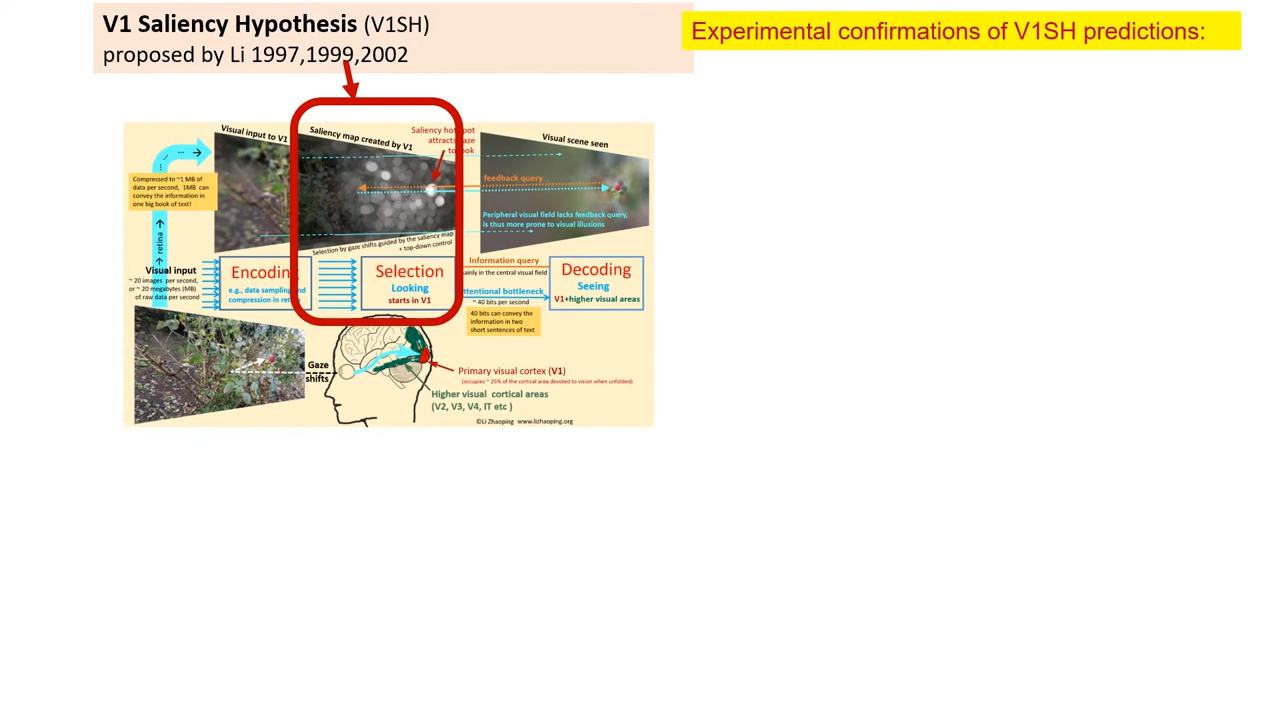 V1 Saliency Hypothesis (V1SH)
proposed by Li 1997,1999,2002
Experimental confirmations of V1SH predictions:
Visual input to V1
Saliency map created by V1
Saliency hotspot
attracts gaze
to look
Visual scene seen
Compressed to ~1 MB of
data per second, 1MB can
convey the information in
one big book of text!
retina
feedback query
Peripheral visual field lacks feedback query,
is thus more prone to visual illusions
Selection by gaze shifts guided by the saliency map
+ top-down control
Visual input
~ 20 images per second,
or ~ 20 megabytes (MB)
of raw data per second
Encoding
e.g., data sampling and
compression in retina
Selection
Looking
starts in V1
Information query
mainly in the central visual field
Attentional bottleneck
~ 40 bits per second
40 bits can convey the
information in two
short sentences of text
Decoding
Seeing
V1+higher visual areas
Gaze
shifts
Primary visual cortex (V1)
(occupies ~ 25% of the cortical area devoted to vision when unfolded)
Higher visual cortical areas
(V2, V3, V4, IT etc )
©Li Zhaoping www.lizhaoping.org